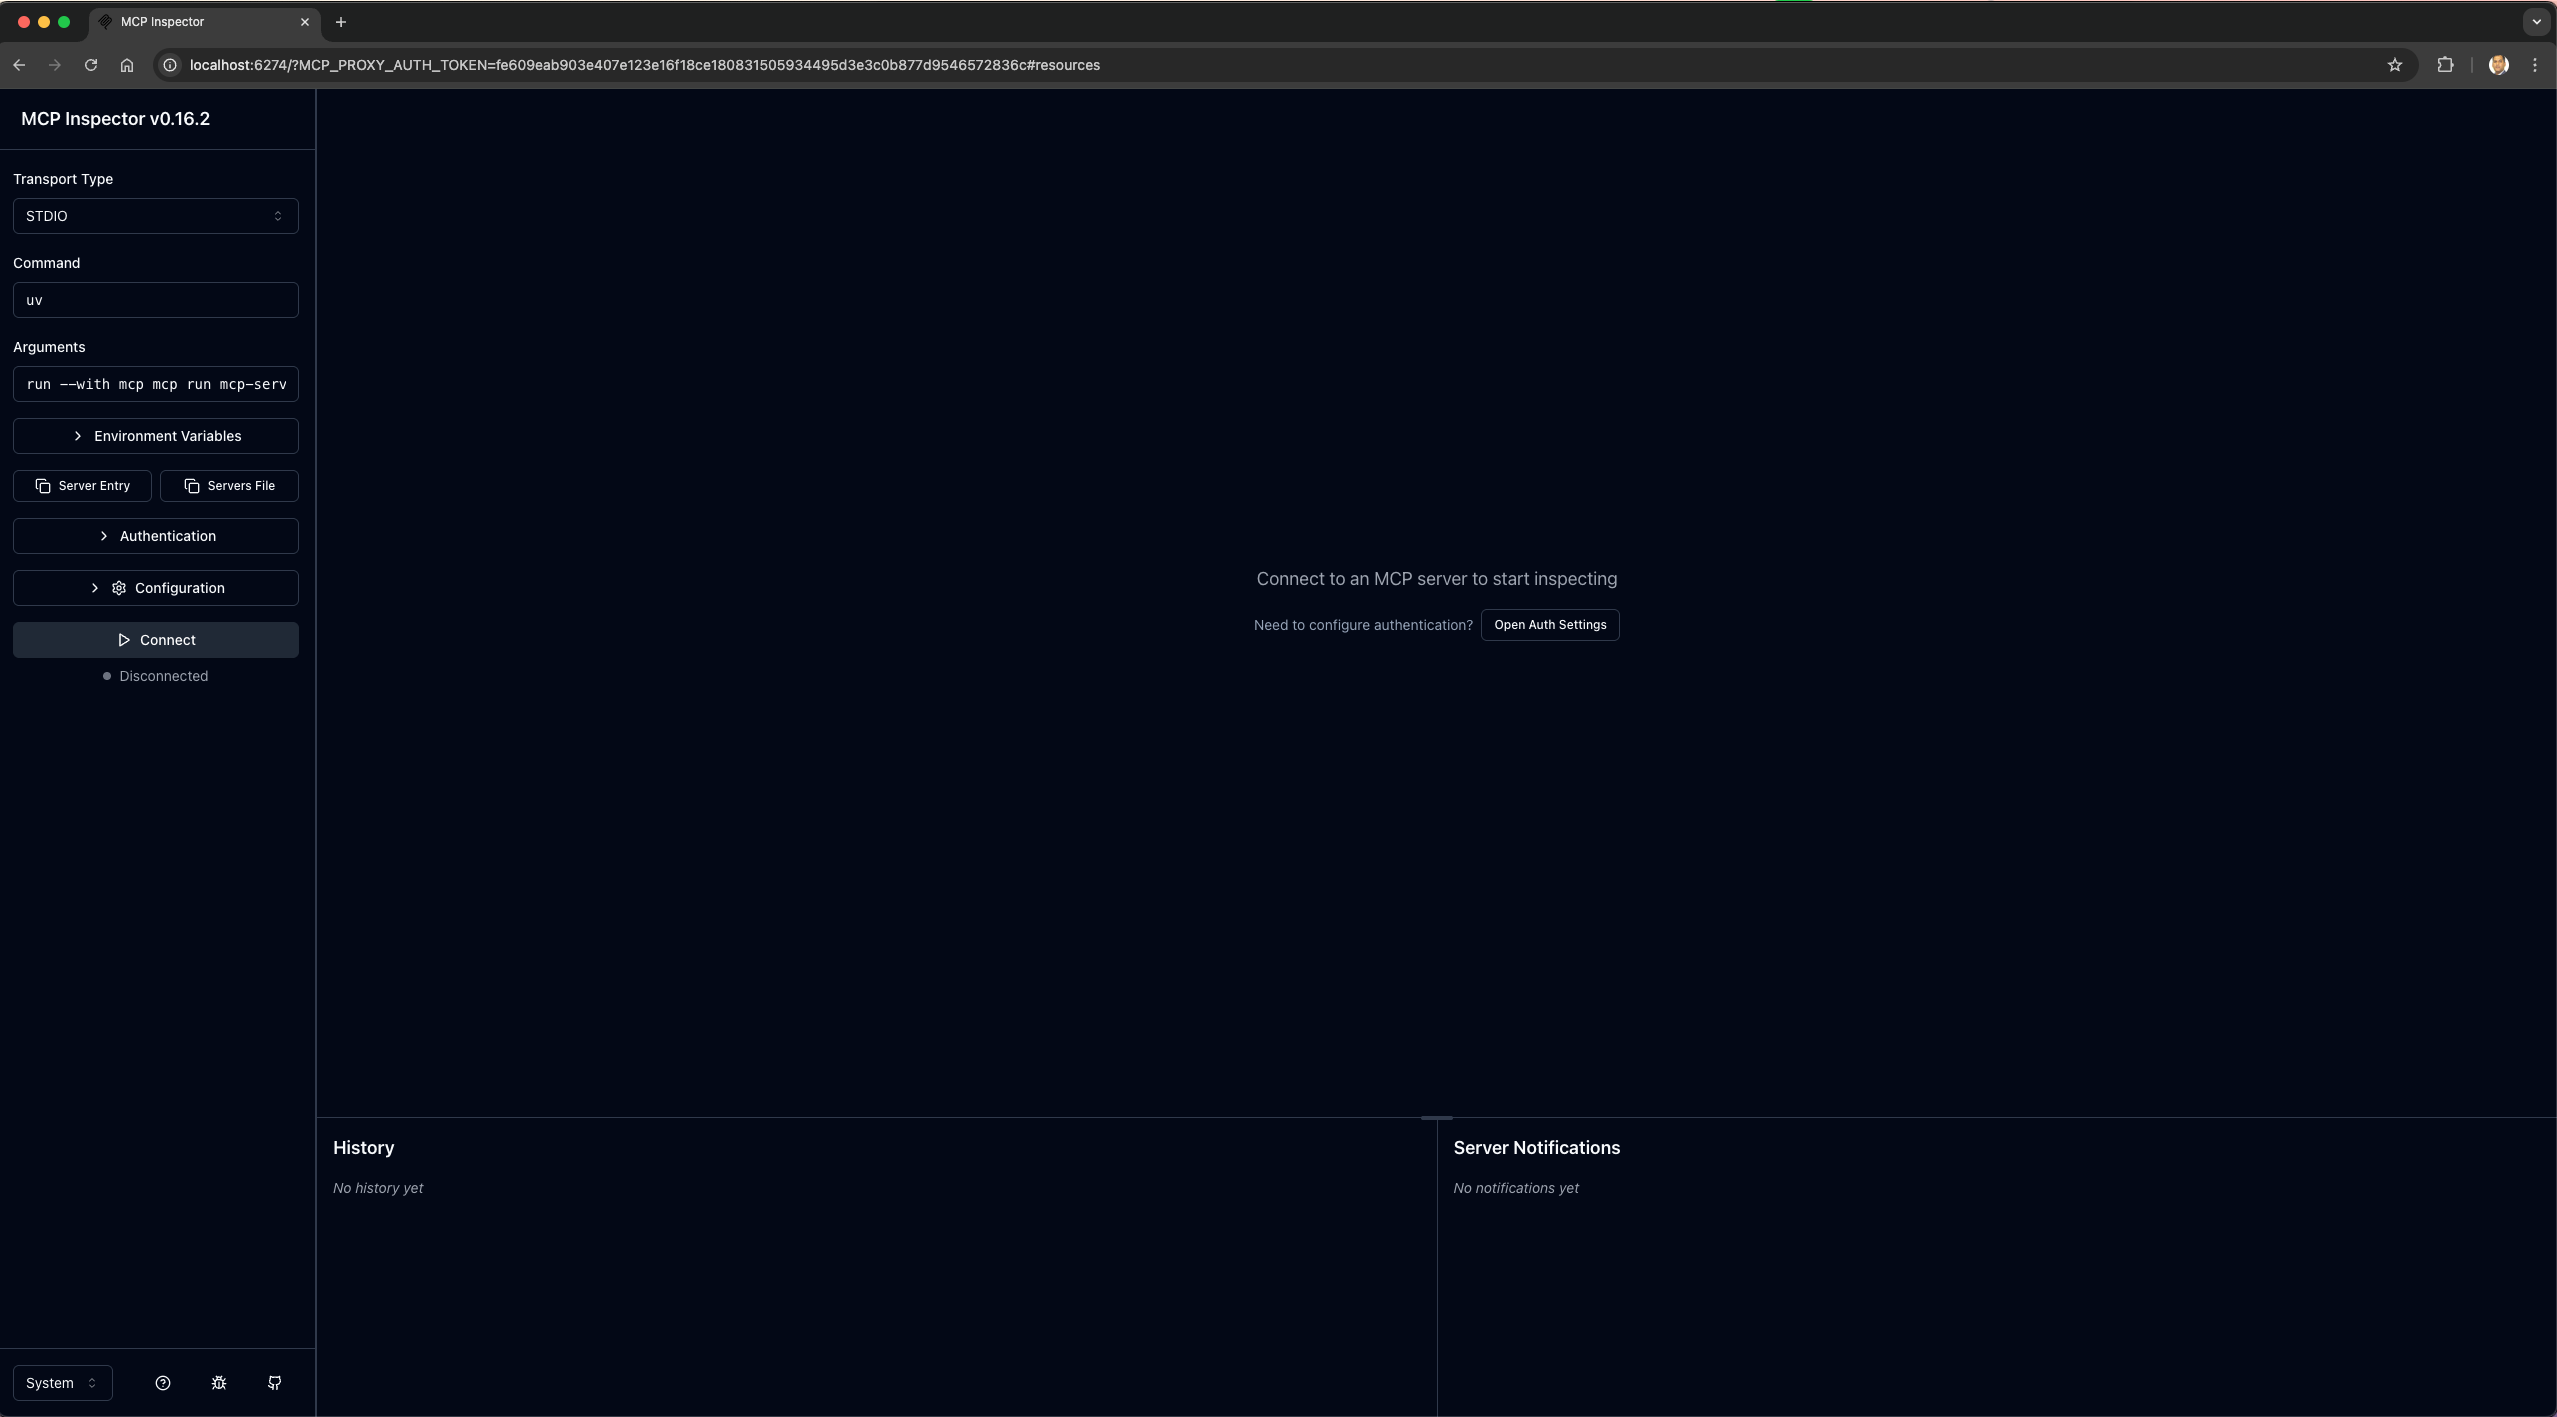 MCP Inspector
localhost:6274/?MCP_PROXY_AUTH_TOKEN=fe609eab903e407e123e16f18ce180831505934495d3e3c0b877d9546572836c#resources
MCP Inspector v0.16.2
Transport Type
STDIO
Command
uv
Arguments
run --with mcp mcp run mcp-serv
Environment Variables
Server Entry
Servers File
Authentication
Configuration
Connect
Disconnected
Connect to an MCP server to start inspecting
Need to configure authentication? Open Auth Settings
History
No history yet
Server Notifications
No notifications yet
System